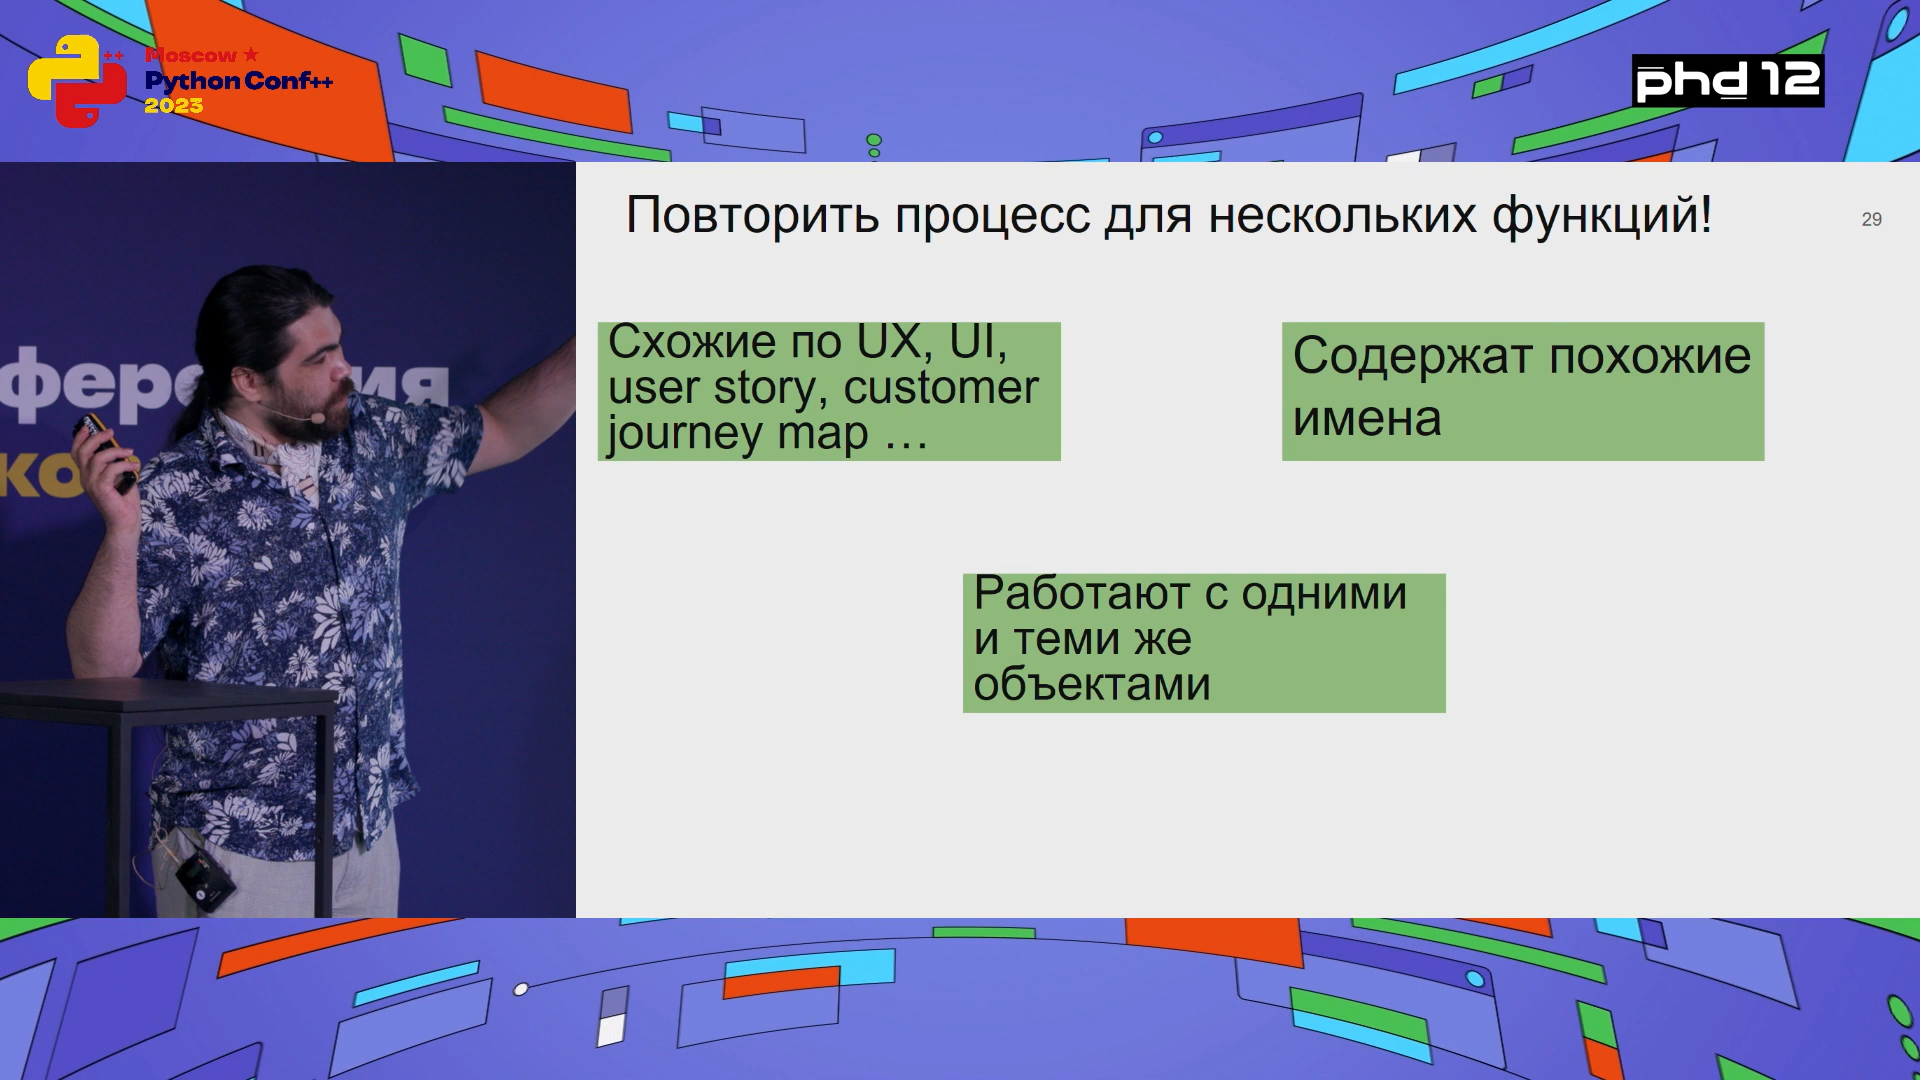 ++
Moscow ★
Python Conf++
2023
phd 12
Повторить процесс для нескольких функций!
29
Схожие по UX, UI,
user story, customer
journey map …
Содержат похожие
имена
Работают с одними
и теми же
объектами